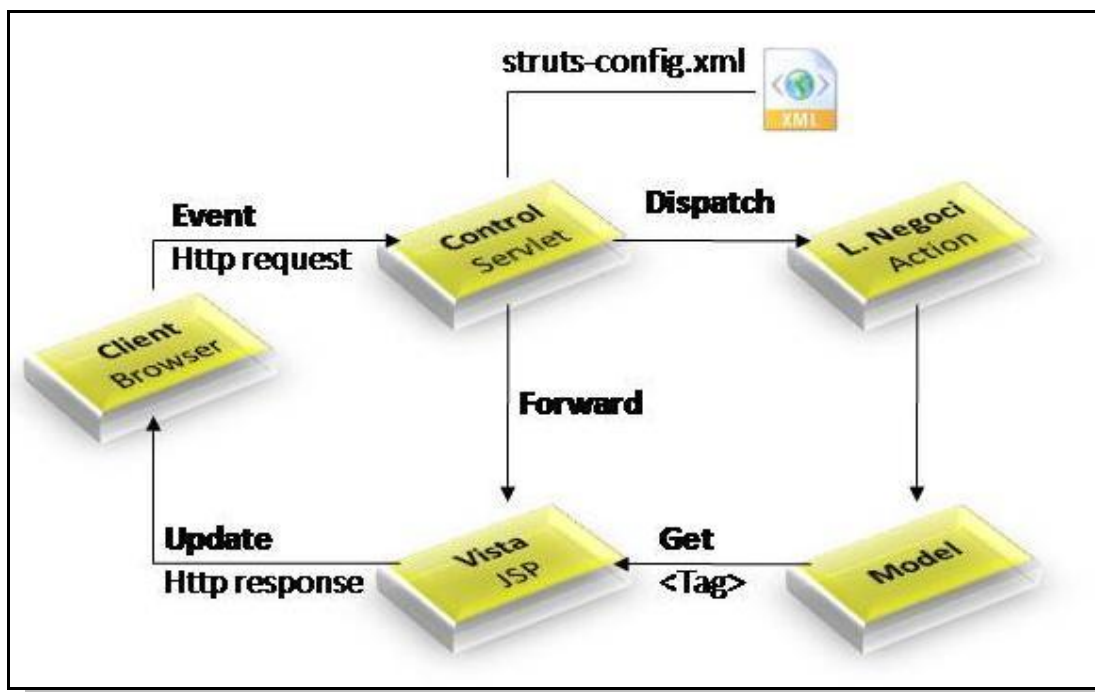 struts-config.xml
XML
Event
Http request
Control
Servlet
Dispatch
L. Negoci
Action
Client
Browser
Forward
Update
Http response
Vista
JSP
Get
<Tag>
Model